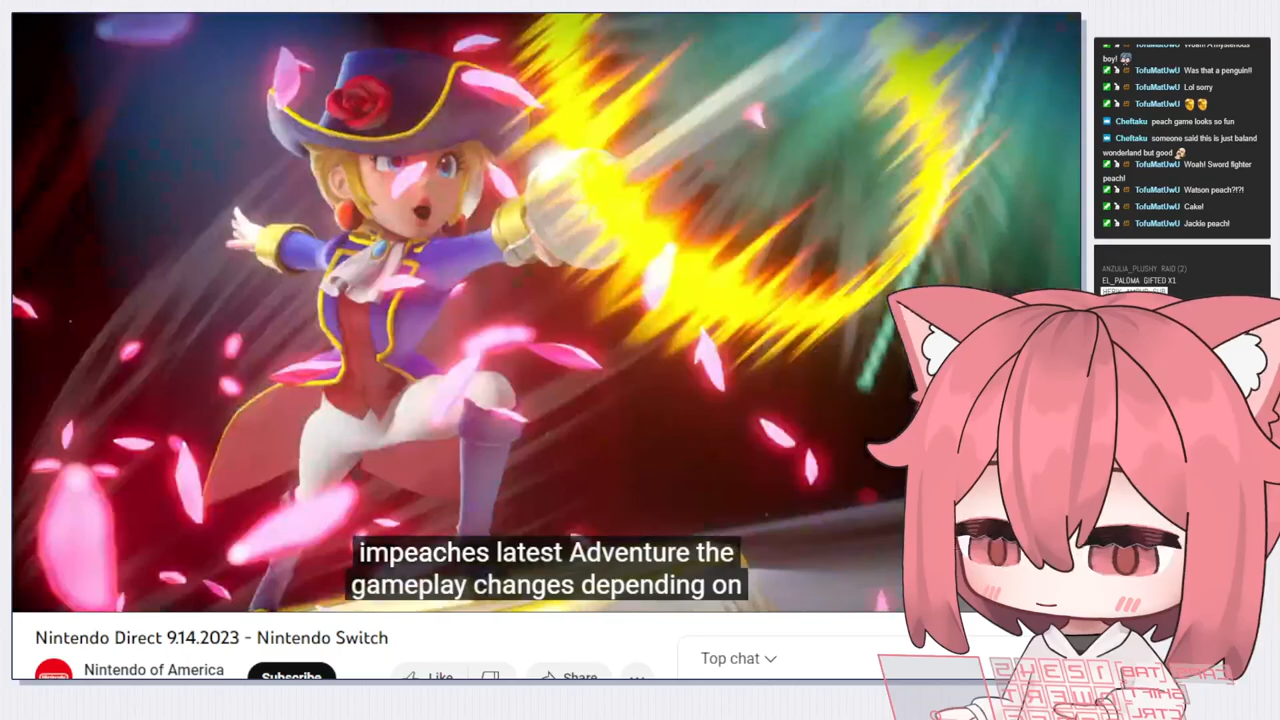 boy!
TofuMatUwU Was that a penguin!!
TofuMatUwU Lol sorry
TofuMatUwU
Cheftaku peach game looks so fun
Cheftaku someone said this is just baland
wonderland but good
TofuMatUwU Woah! Sword fighter
peach!
TofuMatUwU Watson peach?!?!
TofuMatUwU Cake!
TofuMatUwU Jackie peach!
ANZULIA_PLUSHY RAID (2)
EL_PALOMA GIFTED X1
impeaches latest Adventure the
gameplay changes depending on
Nintendo Direct 9.14.2023 - Nintendo Switch
Nintendo of America
Subscribe
Like
Share
Top chat